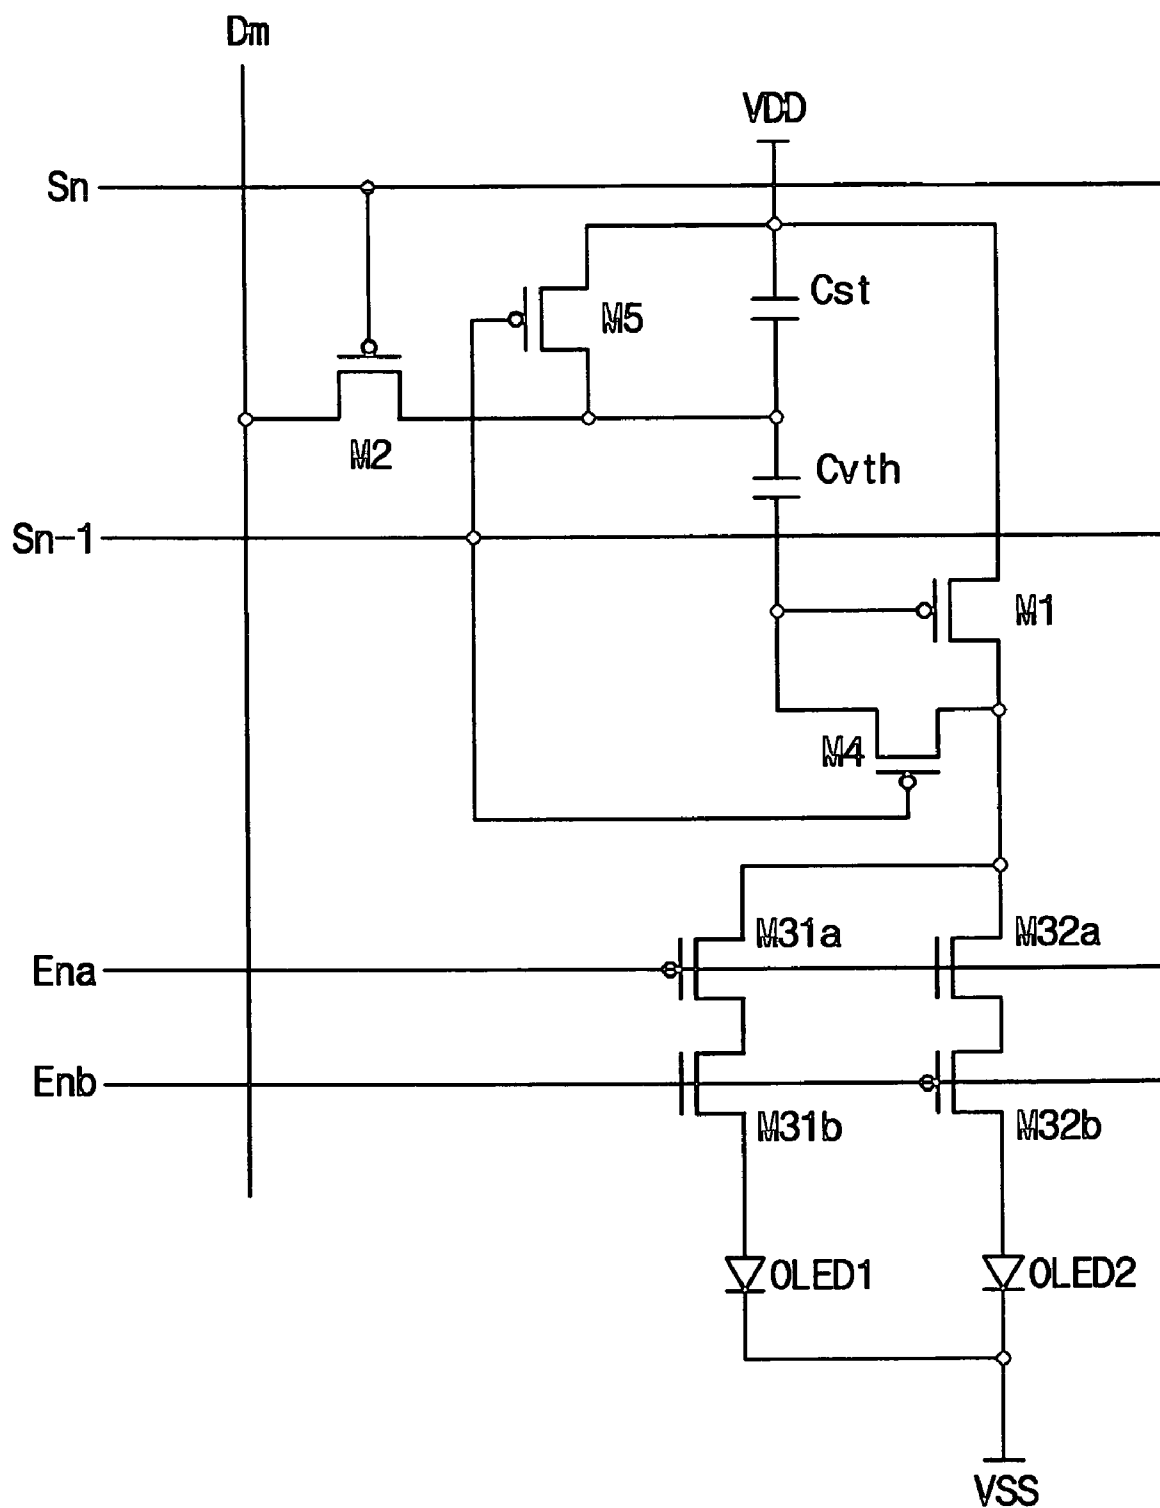 Dm
VDD
Sn
Cst
M5
M2
Cvth
Sn-1
M1
M4
M31a
M32a
Ena
Enb
M31b
M32b
OLED1
OLED2
VSS